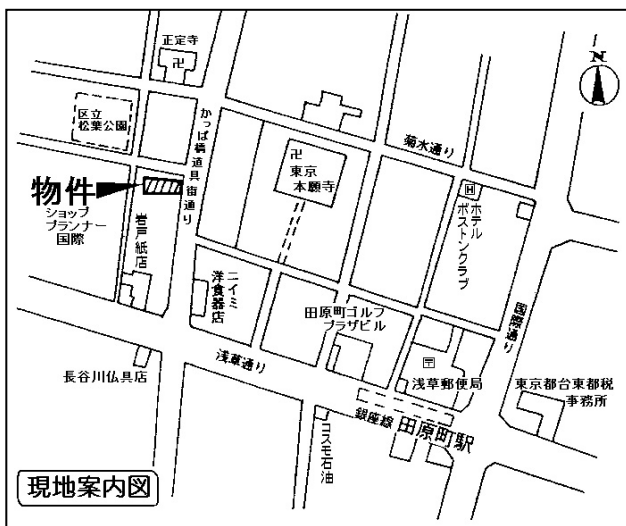 正定寺
卍
N
区立
松葉公園
かっぱ橋道具街通り
菊水通り
卍
東京
本願寺
物件
ショップ
プランナー
国際
岩戸紙店
H
ホテル
ボストンクラブ
ニイミ
洋食器店
田原町ゴルフ
プラザビル
国際通り
浅草通り
〒
浅草郵便局
長谷川仏具店
東京都台東都税
事務所
銀座線
田原町駅
コスモ石油
現地案内図